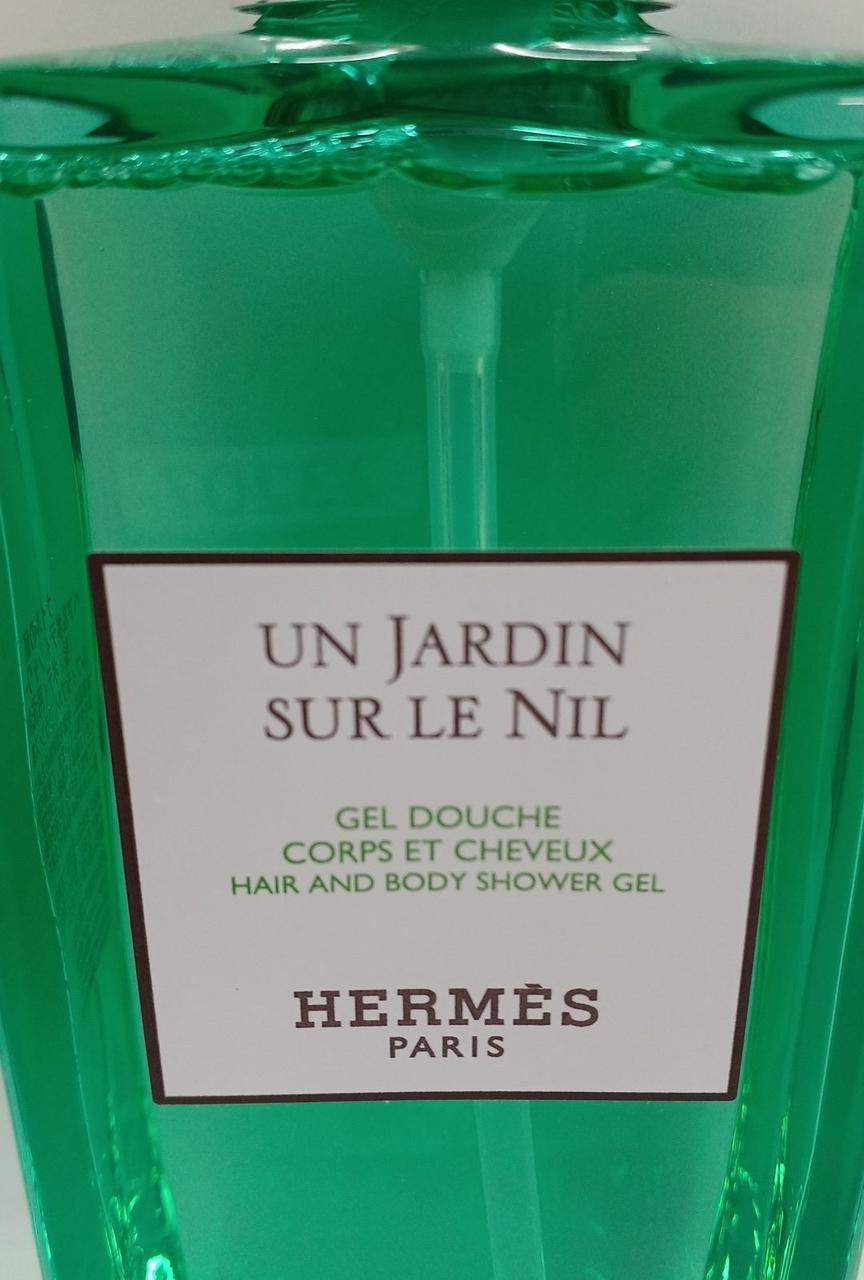 UN JARDIN
SUR LE NIL
GEL DOUCHE
CORPS ET CHEVEUX
HAIR AND BODY SHOWER GEL
HERMÈS
PARIS